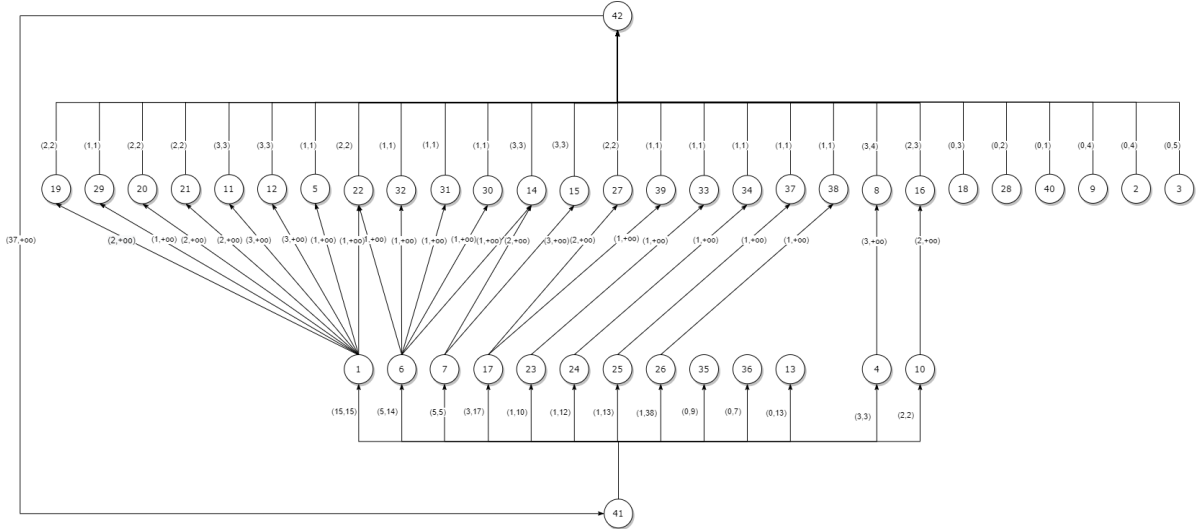 42
(2,2) (1,1) (2,2) (2,2) (3,3) (3,3) (1,1) (2,2) (1,1) (1,1) (1,1) (3,3) (3,3) (2,2) (1,1) (1,1) (1,1) (1,1) (1,1) (3,4) (2,3) (0,3) (0,2) (0,1) (0,4) (0,4) (0,5)
19 29 20 21 11 12 5 22 32 31 30 14 15 27 39 33 34 37 38 8 16 18 28 40 9 2 3
(37,+oo) (2,+oo) (1,+oo) (2,+oo) (2,+oo) (3,+oo) (3,+oo) (1,+oo) (1,+oo) (1,+oo) (1,+oo) (1,+oo) (1,+oo) (1,+oo) (2,+oo) (3,+oo) (2,+oo) (1,+oo) (1,+oo) (1,+oo) (1,+oo) (1,+oo) (3,+oo) (2,+oo)
1 6 7 17 23 24 25 26 35 36 13 4 10
(15,15) (5,14) (5,5) (3,17) (1,10) (1,12) (1,13) (1,38) (0,9) (0,7) (0,13) (3,3) (2,2)
41